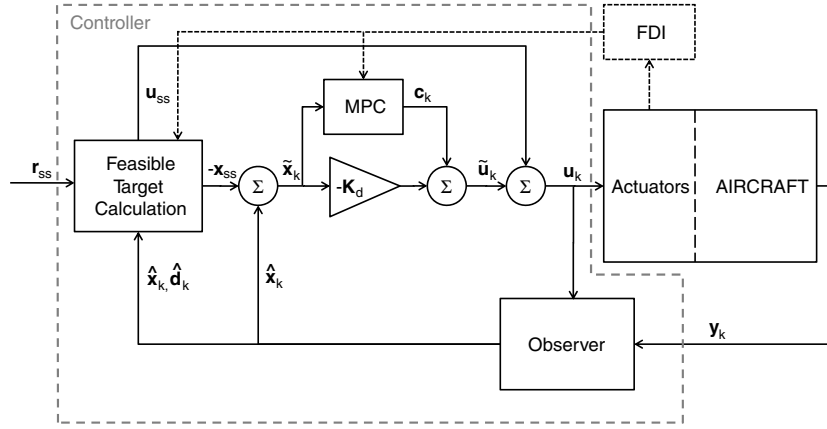 Controller
FDI
u_ss
MPC
c_k
r_ss
Feasible
Target
Calculation
-x_ss
Σ
x̃_k
-K_d
Σ
ũ_k
Σ
u_k
Actuators
AIRCRAFT
x̂_k, d̂_k
x̂_k
Observer
y_k